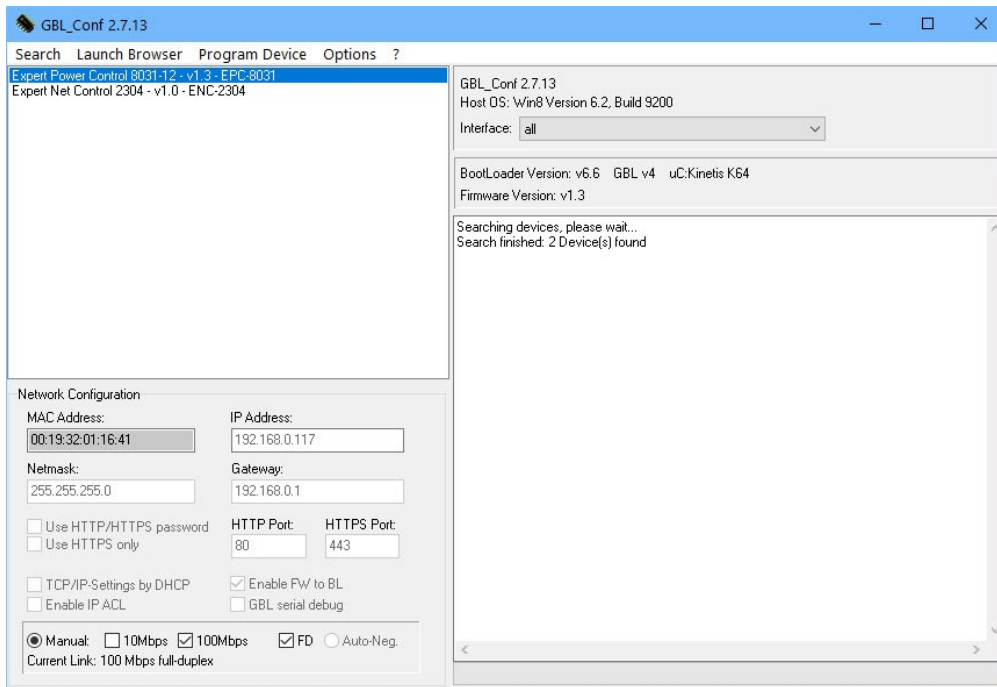 GBL_Conf 2.7.13
Search Launch Browser Program Device Options ?
Expert Power Control 8031-12 - v1.3 - EPC-8031
Expert Net Control 2304 - v1.0 - ENC-2304
GBL_Conf 2.7.13
Host OS: Win8 Version 6.2, Build 9200
Interface: all
BootLoader Version: v6.6 GBL v4 uC:Kinetis K64
Firmware Version: v1.3
Searching devices, please wait...
Search finished: 2 Device(s) found
Network Configuration
MAC Address: IP Address:
00:19:32:01:16:41 192.168.0.117
Netmask: Gateway:
255.255.255.0 192.168.0.1
Use HTTP/HTTPS password HTTP Port: HTTPS Port:
Use HTTPS only 80 443
TCP/IP-Settings by DHCP Enable FW to BL
Enable IP ACL GBL serial debug
Manual: 10Mbps 100Mbps FD Auto-Neg.
Current Link: 100 Mbps full-duplex